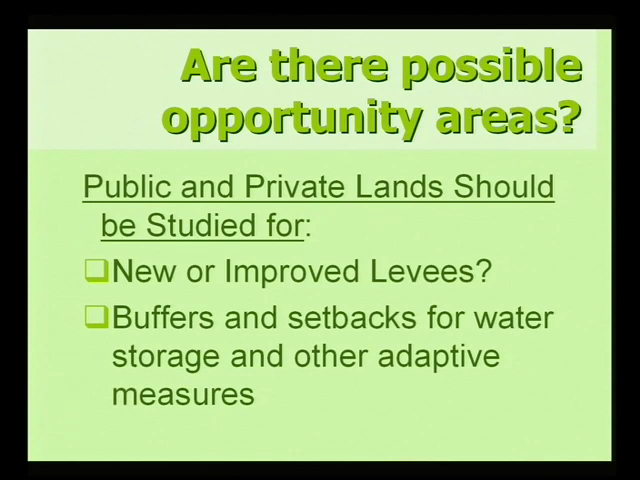 Are there possible
opportunity areas?
Public and Private Lands Should
be Studied for:
New or Improved Levees?
Buffers and setbacks for water
storage and other adaptive
measures